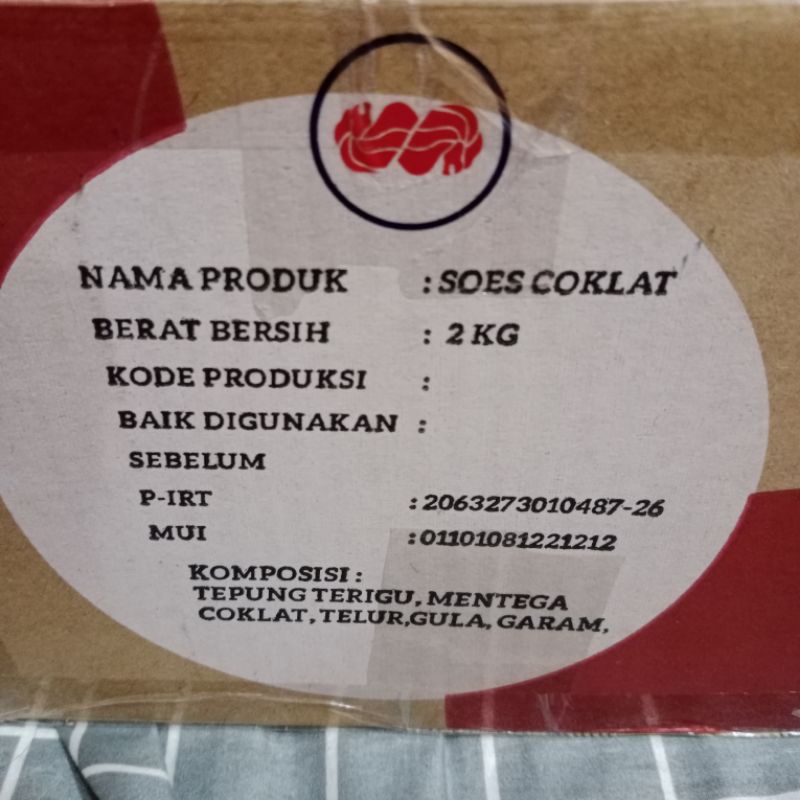 NAMA PRODUK : SOES COKLAT
BERAT BERSIH : 2 KG
KODE PRODUKSI :
BAIK DIGUNAKAN :
SEBELUM
P-IRT : 2063273010487-26
MUI : 01101081221212
KOMPOSISI :
TEPUNG TERIGU, MENTEGA
COKLAT, TELUR,GULA, GARAM,